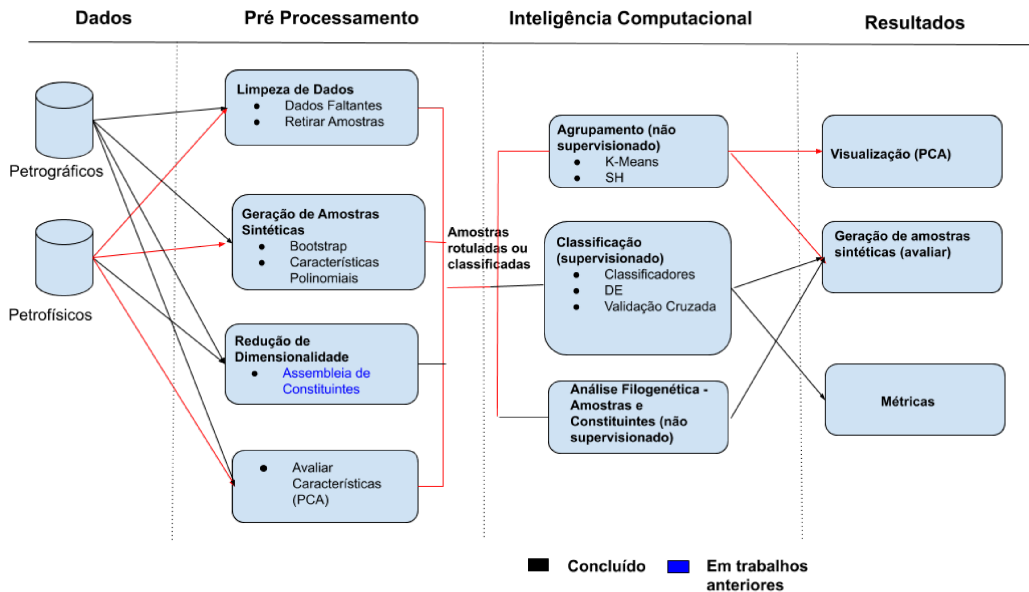 Dados
Pré Processamento
Inteligência Computacional
Resultados
Petrográficos
Petrofísicos
Limpeza de Dados
● Dados Faltantes
● Retirar Amostras
Geração de Amostras
Sintéticas
● Bootstrap
● Características
Polinomiais
Redução de
Dimensionalidade
● Assembleia de
Constituintes
● Avaliar
Características
(PCA)
Amostras
rotuladas ou
classificadas
Agrupamento (não
supervisionado)
● K-Means
● SH
Classificação
(supervisionado)
● Classificadores
● DE
● Validação Cruzada
Análise Filogenética -
Amostras e
Constituintes (não
supervisionado)
Visualização (PCA)
Geração de amostras
sintéticas (avaliar)
Métricas
Concluído
Em trabalhos
anteriores